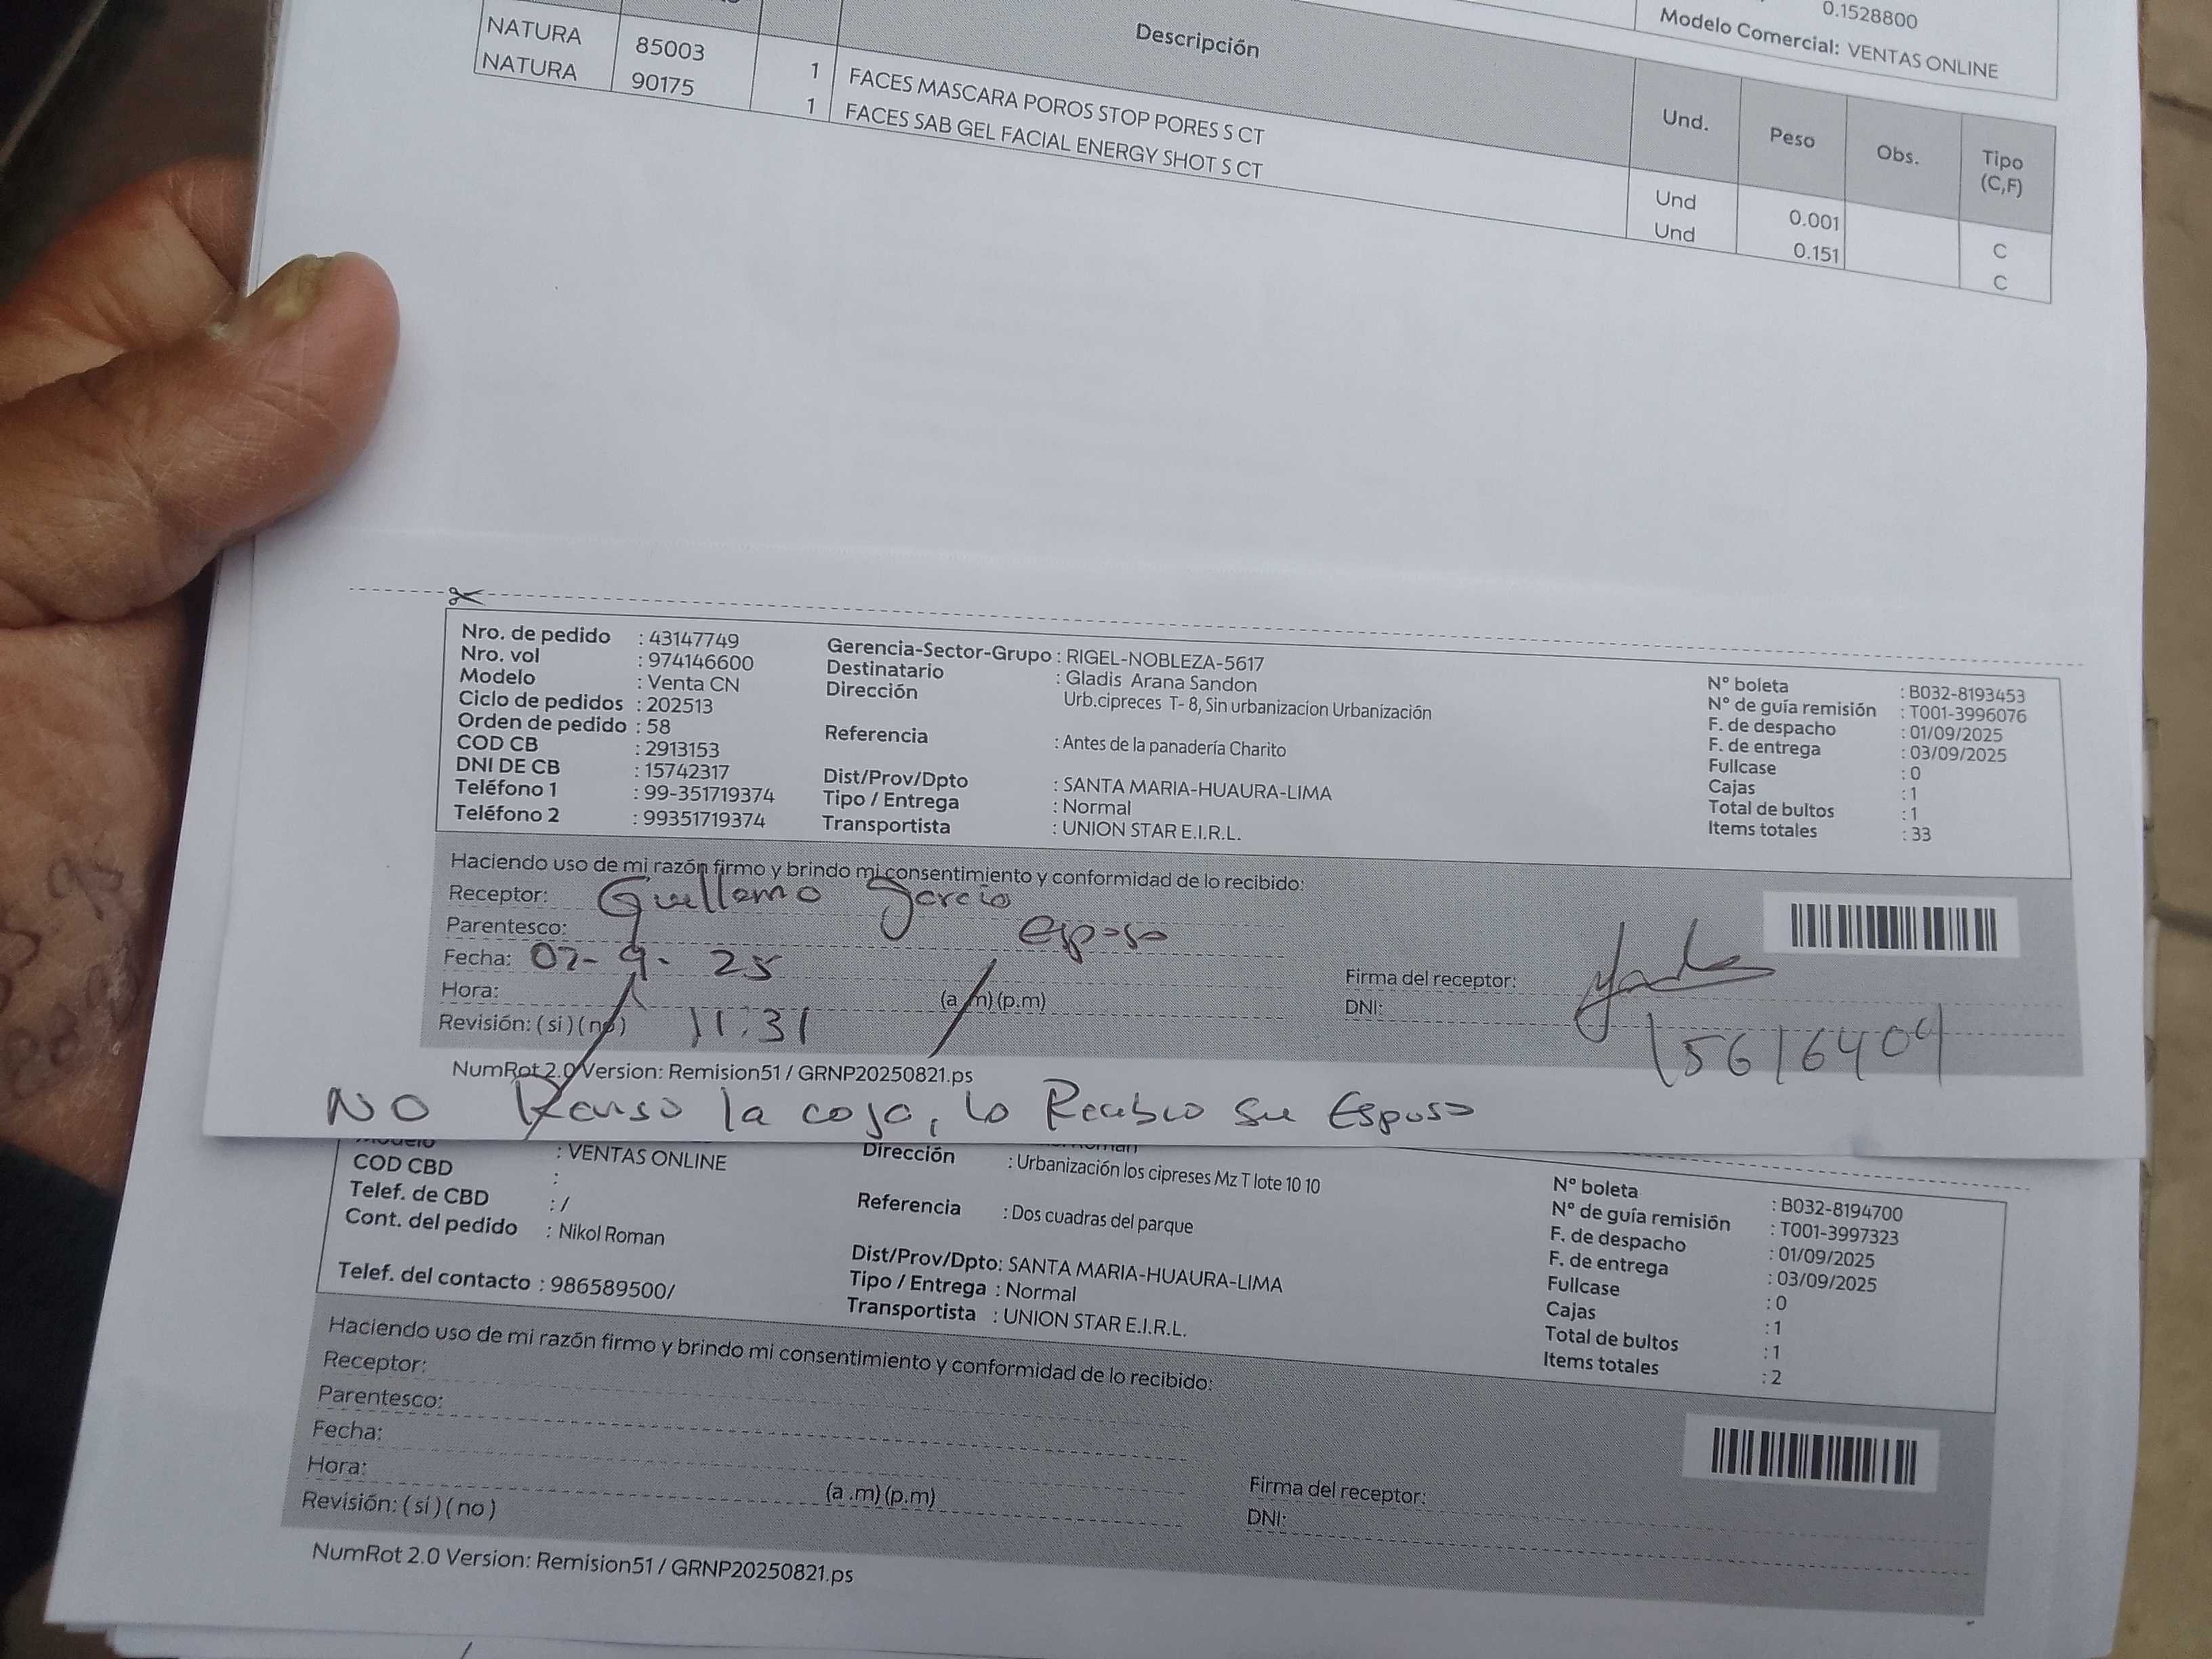 0.1528800
Modelo Comercial: VENTAS ONLINE
Descripción
Und.
Peso
Obs.
Tipo
(C,F)
NATURA 85003 1 FACES MASCARA POROS STOP PORES S CT Und 0.001 C
NATURA 90175 1 FACES SAB GEL FACIAL ENERGY SHOT S CT Und 0.151 C
Nro. de pedido : 43147749
Nro. vol : 974146600
Modelo : Venta CN
Ciclo de pedidos : 202513
Orden de pedido : 58
COD CB : 2913153
DNI DE CB : 15742317
Teléfono 1 : 99-351719374
Teléfono 2 : 99351719374
Gerencia-Sector-Grupo : RIGEL-NOBLEZA-5617
Destinatario : Gladis Arana Sandon
Dirección Urb.cipreces T- 8, Sin urbanizacion Urbanización
Referencia : Antes de la panadería Charito
Dist/Prov/Dpto : SANTA MARIA-HUAURA-LIMA
Tipo / Entrega : Normal
Transportista : UNION STAR E.I.R.L.
N° boleta : B032-8193453
N° de guía remisión : T001-3996076
F. de despacho : 01/09/2025
F. de entrega : 03/09/2025
Fullcase : 0
Cajas : 1
Total de bultos : 1
Items totales : 33
Haciendo uso de mi razón firmo y brindo mi consentimiento y conformidad de lo recibido:
Receptor: Guillermo Garcia
Parentesco: esposo
Fecha: 02-9-25
Hora: (a .m) (p.m)
Revisión: ( si ) ( no ) 11:31
Firma del receptor:
DNI: 15616404
NumRot 2.0 Version: Remision51 / GRNP20250821.ps
NO Reviso la caja, lo Recibio su Esposo
Modelo : VENTAS ONLINE
COD CBD :
Telef. de CBD : /
Cont. del pedido : Nikol Roman
Telef. del contacto : 986589500/
Dirección : Urbanización los cipreses Mz T lote 10 10
Referencia : Dos cuadras del parque
Dist/Prov/Dpto: SANTA MARIA-HUAURA-LIMA
Tipo / Entrega : Normal
Transportista : UNION STAR E.I.R.L.
N° boleta : B032-8194700
N° de guía remisión : T001-3997323
F. de despacho : 01/09/2025
F. de entrega : 03/09/2025
Fullcase : 0
Cajas : 1
Total de bultos : 1
Items totales : 2
Haciendo uso de mi razón firmo y brindo mi consentimiento y conformidad de lo recibido:
Receptor:
Parentesco:
Fecha:
Hora: (a .m) (p.m)
Revisión: ( si ) ( no )
Firma del receptor:
DNI:
NumRot 2.0 Version: Remision51 / GRNP20250821.ps